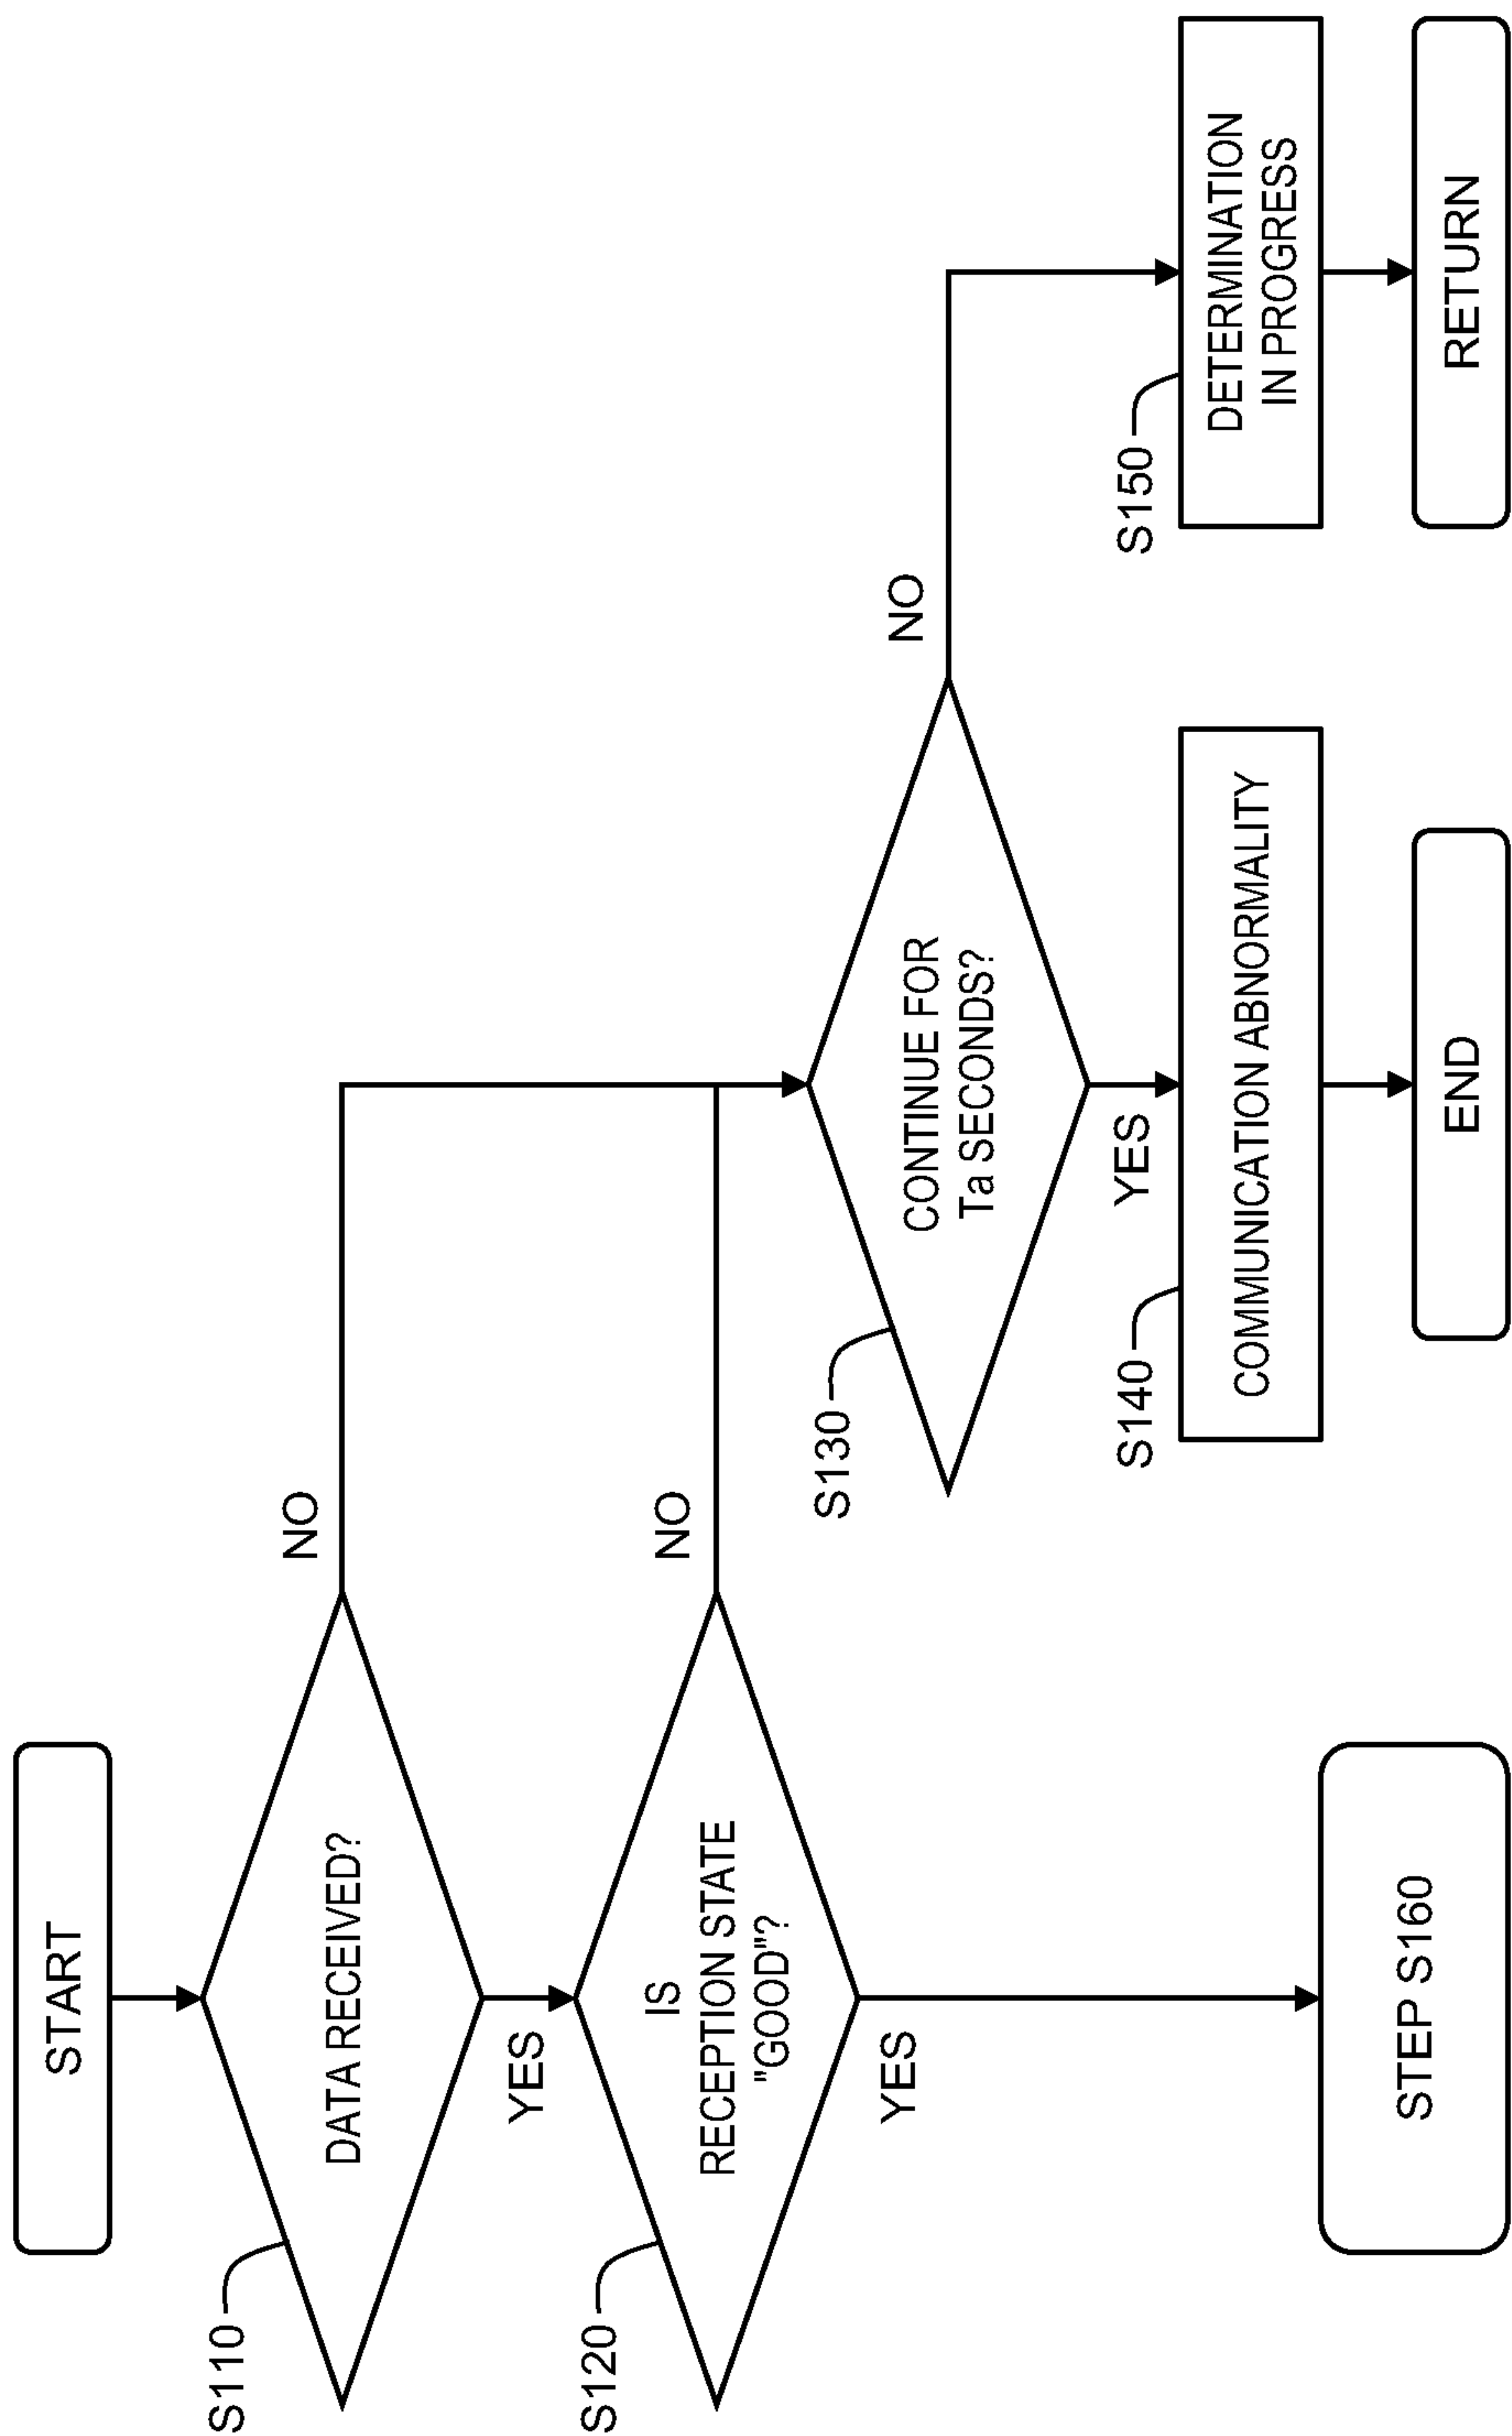 START
S110
DATA RECEIVED?
NO
YES
S120
IS
RECEPTION STATE
"GOOD"?
NO
YES
S130
CONTINUE FOR
Ta SECONDS?
NO
YES
S140
COMMUNICATION ABNORMALITY
S150
DETERMINATION
IN PROGRESS
STEP S160
END
RETURN